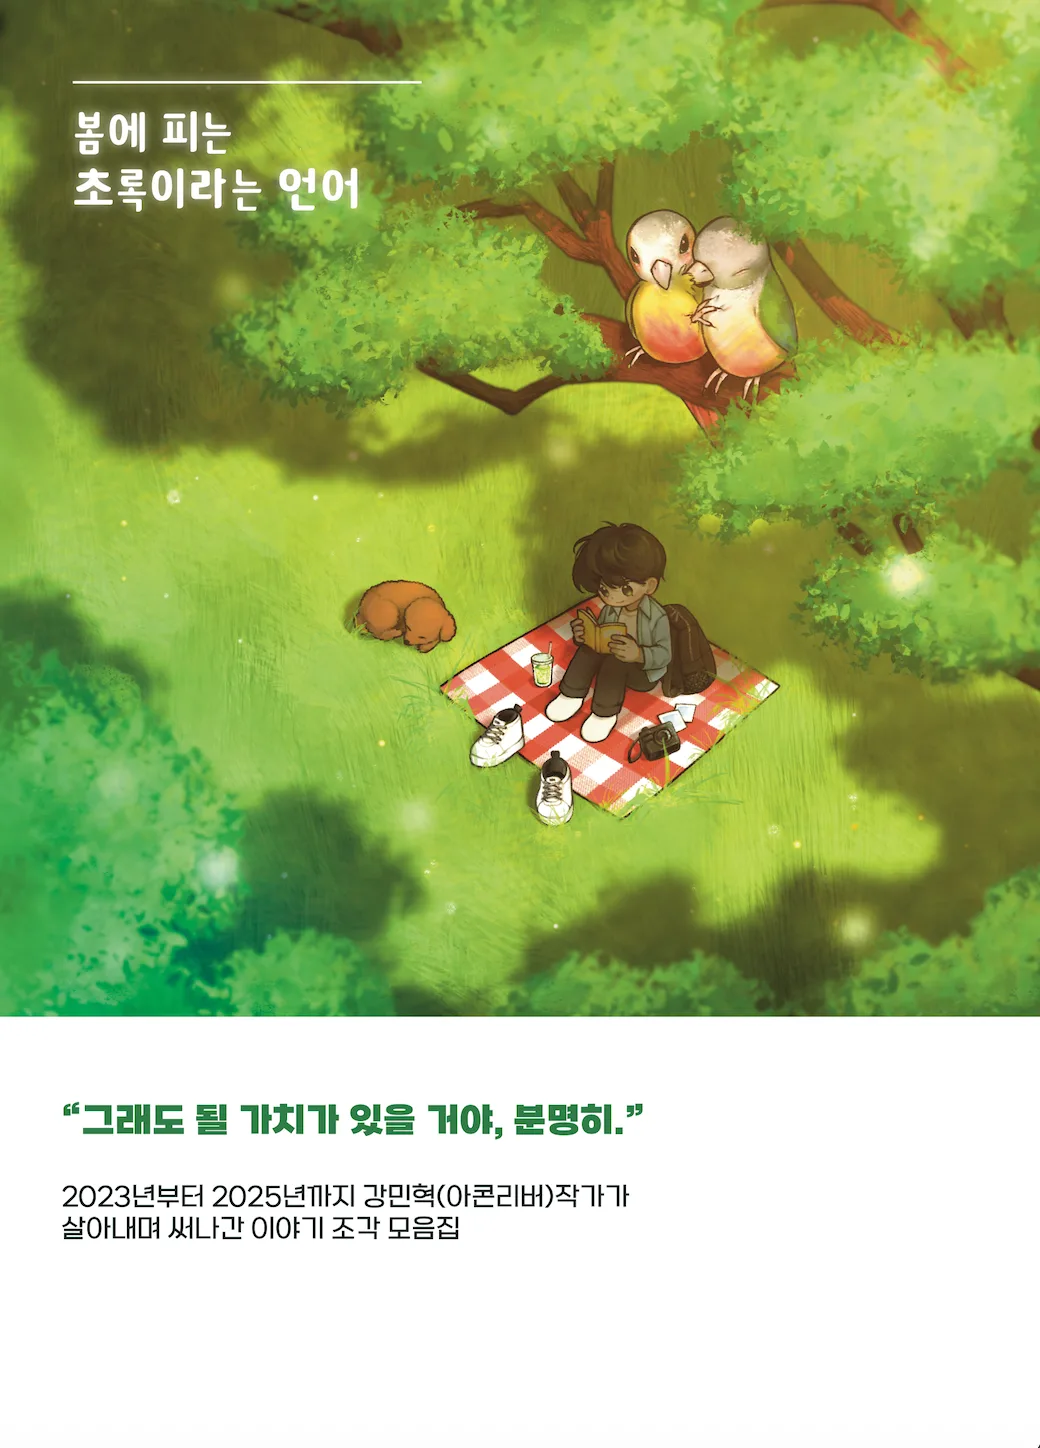 봄에 피는
초록이라는 언어
“그래도 될 가치가 있을 거야, 분명히.”
2023년부터 2025년까지 강민혁(아콘리버)작가가
살아내며 써나간 이야기 조각 모음집